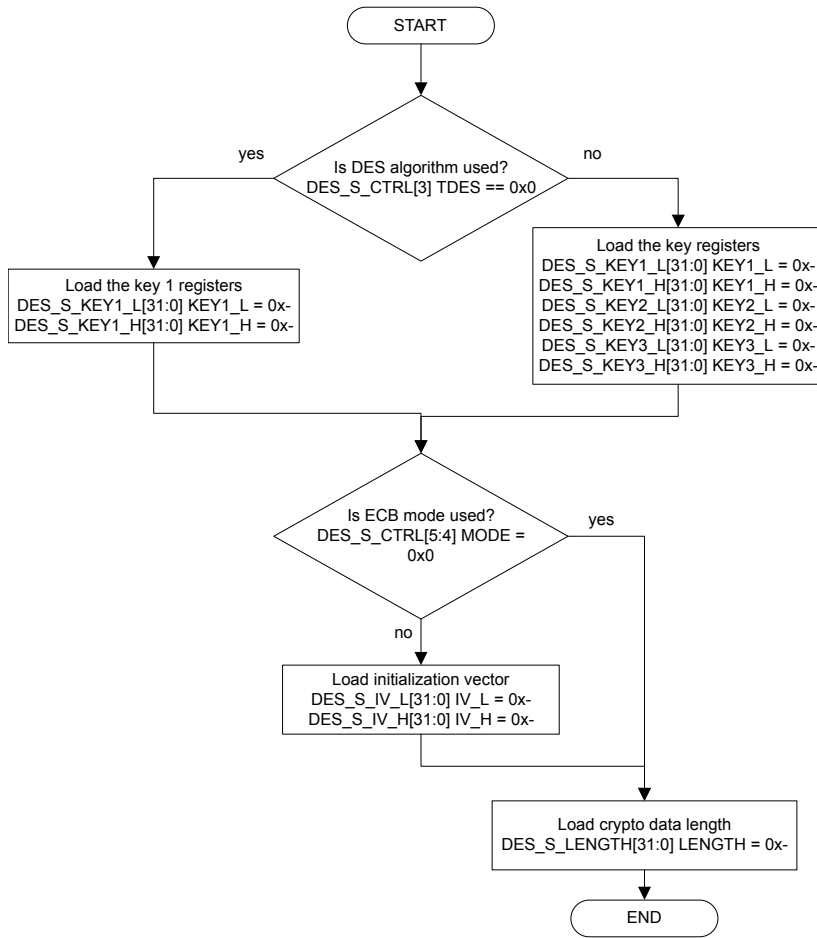 START
Is DES algorithm used?
DES_S_CTRL[3] TDES == 0x0
yes
no
Load the key 1 registers
DES_S_KEY1_L[31:0] KEY1_L = 0x-
DES_S_KEY1_H[31:0] KEY1_H = 0x-
Load the key registers
DES_S_KEY1_L[31:0] KEY1_L = 0x-
DES_S_KEY1_H[31:0] KEY1_H = 0x-
DES_S_KEY2_L[31:0] KEY2_L = 0x-
DES_S_KEY2_H[31:0] KEY2_H = 0x-
DES_S_KEY3_L[31:0] KEY3_L = 0x-
DES_S_KEY3_H[31:0] KEY3_H = 0x-
Is ECB mode used?
DES_S_CTRL[5:4] MODE =
0x0
yes
no
Load initialization vector
DES_S_IV_L[31:0] IV_L = 0x-
DES_S_IV_H[31:0] IV_H = 0x-
Load crypto data length
DES_S_LENGTH[31:0] LENGTH = 0x-
END